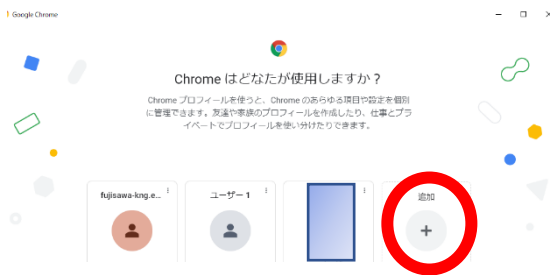 Google Chrome
Chrome はどなたが使用しますか？
Chrome プロフィールを使うと、Chrome のあらゆる項目や設定を個別
に管理できます。友達や家族のプロフィールを作成したり、仕事とプラ
イベートでプロフィールを使い分けたりできます。
fujisawa-kng.e...
ユーザー 1
追加